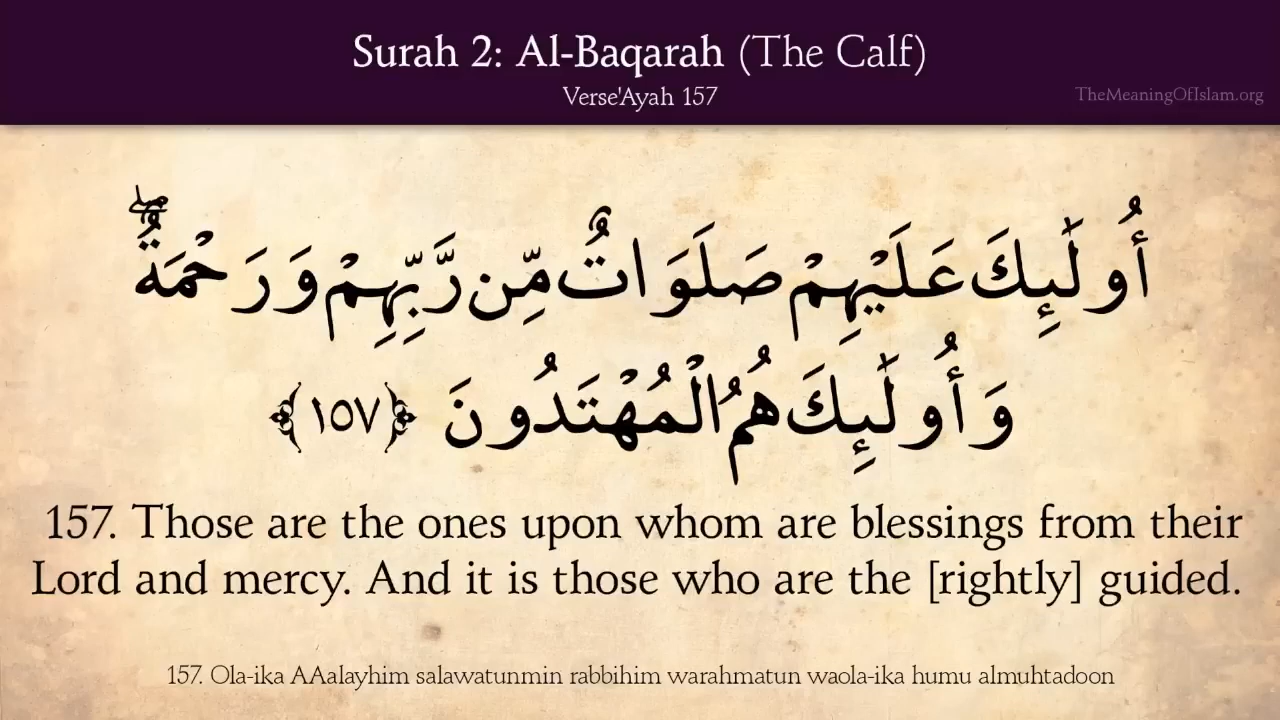 Surah 2: Al-Baqarah (The Calf)
Verse'Ayah 157
TheMeaningOfIslam.org
أُولَٰئِكَ عَلَيْهِمْ صَلَوَاتٌ مِّن رَّبِّهِمْ وَرَحْمَةٌ ۖ
وَأُولَٰئِكَ هُمُ الْمُهْتَدُونَ ﴿١٥٧﴾
157. Those are the ones upon whom are blessings from their
Lord and mercy. And it is those who are the [rightly] guided.
157. Ola-ika AAalayhim salawatunmin rabbihim warahmatun waola-ika humu almuhtadoon